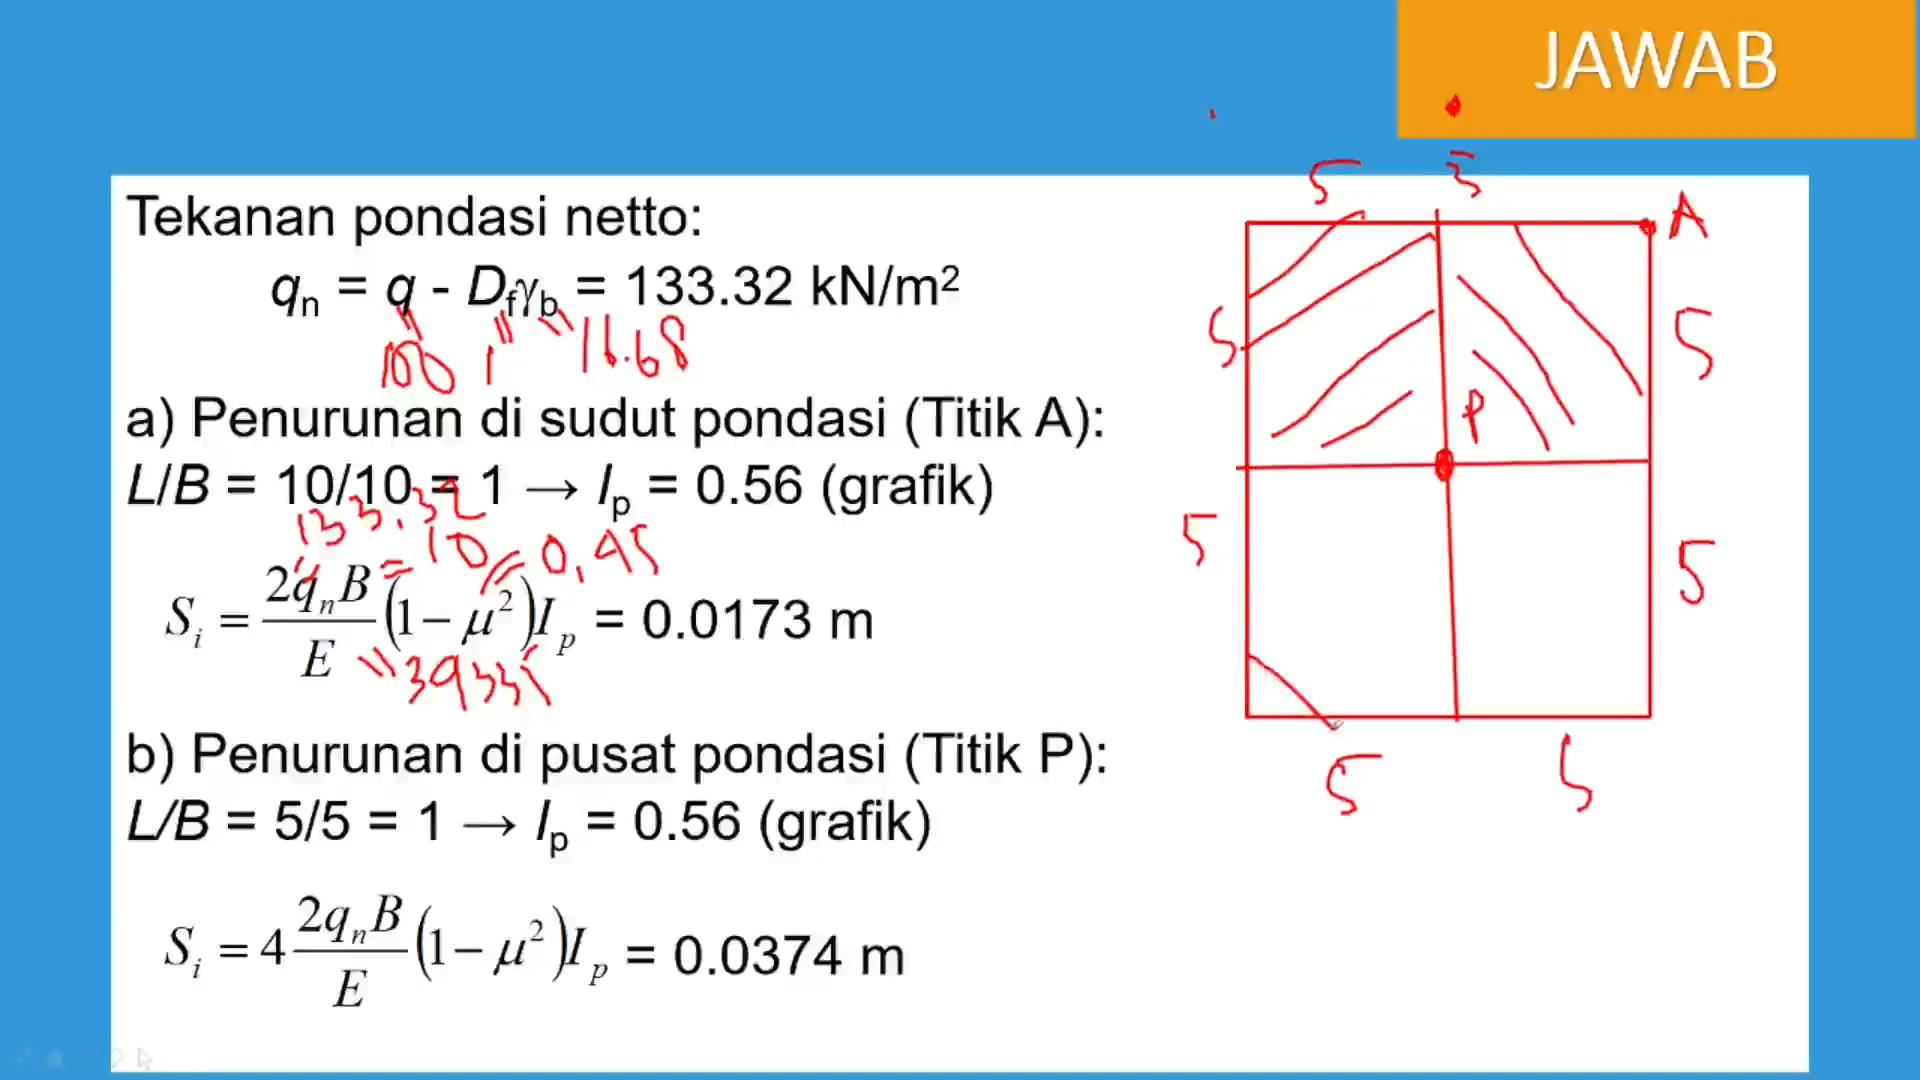 JAWAB
5 5
Tekanan pondasi netto:
A
qn = q - Dfγb = 133.32 kN/m²
" " "
100 1 16.68
5 5
a) Penurunan di sudut pondasi (Titik A):
P
L/B = 10/10 = 1 → Ip = 0.56 (grafik)
133,32
= 10 = 0,45
5 5
Si = 2qnB/E (1 − μ²)Ip = 0.0173 m
" 39335
b) Penurunan di pusat pondasi (Titik P):
5 5
L/B = 5/5 = 1 → Ip = 0.56 (grafik)
Si = 4 2qnB/E (1 − μ²)Ip = 0.0374 m